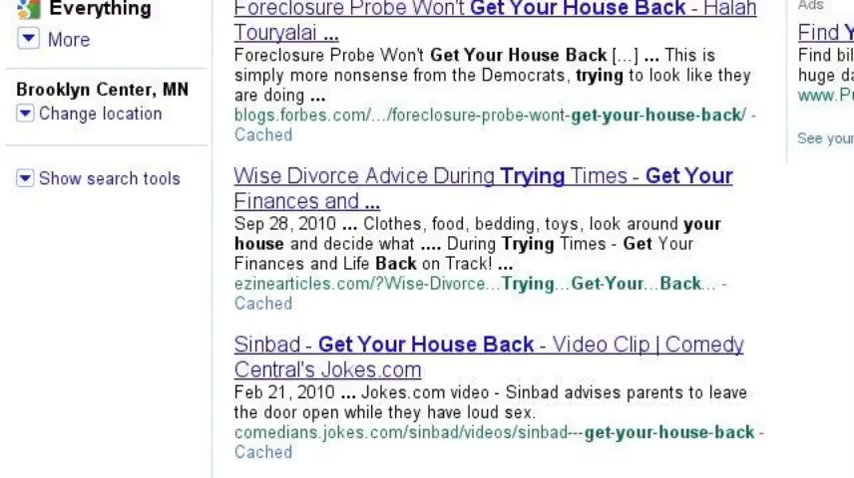 Everything
More
Brooklyn Center, MN
Change location
Show search tools
Foreclosure Probe Won't Get Your House Back - Halah
Touryalai ...
Foreclosure Probe Won't Get Your House Back [...] ... This is
simply more nonsense from the Democrats, trying to look like they
are doing ...
blogs.forbes.com/.../foreclosure-probe-wont-get-your-house-back/ -
Cached
Wise Divorce Advice During Trying Times - Get Your
Finances and ...
Sep 28, 2010 ... Clothes, food, bedding, toys, look around your
house and decide what .... During Trying Times - Get Your
Finances and Life Back on Track! ...
ezinearticles.com/?Wise-Divorce...Trying...Get-Your...Back... -
Cached
Sinbad - Get Your House Back - Video Clip | Comedy
Central's Jokes.com
Feb 21, 2010 ... Jokes.com video - Sinbad advises parents to leave
the door open while they have loud sex.
comedians.jokes.com/sinbad/videos/sinbad---get-your-house-back -
Cached
Ads
Find Y
Find bil
huge da
www.P
See your